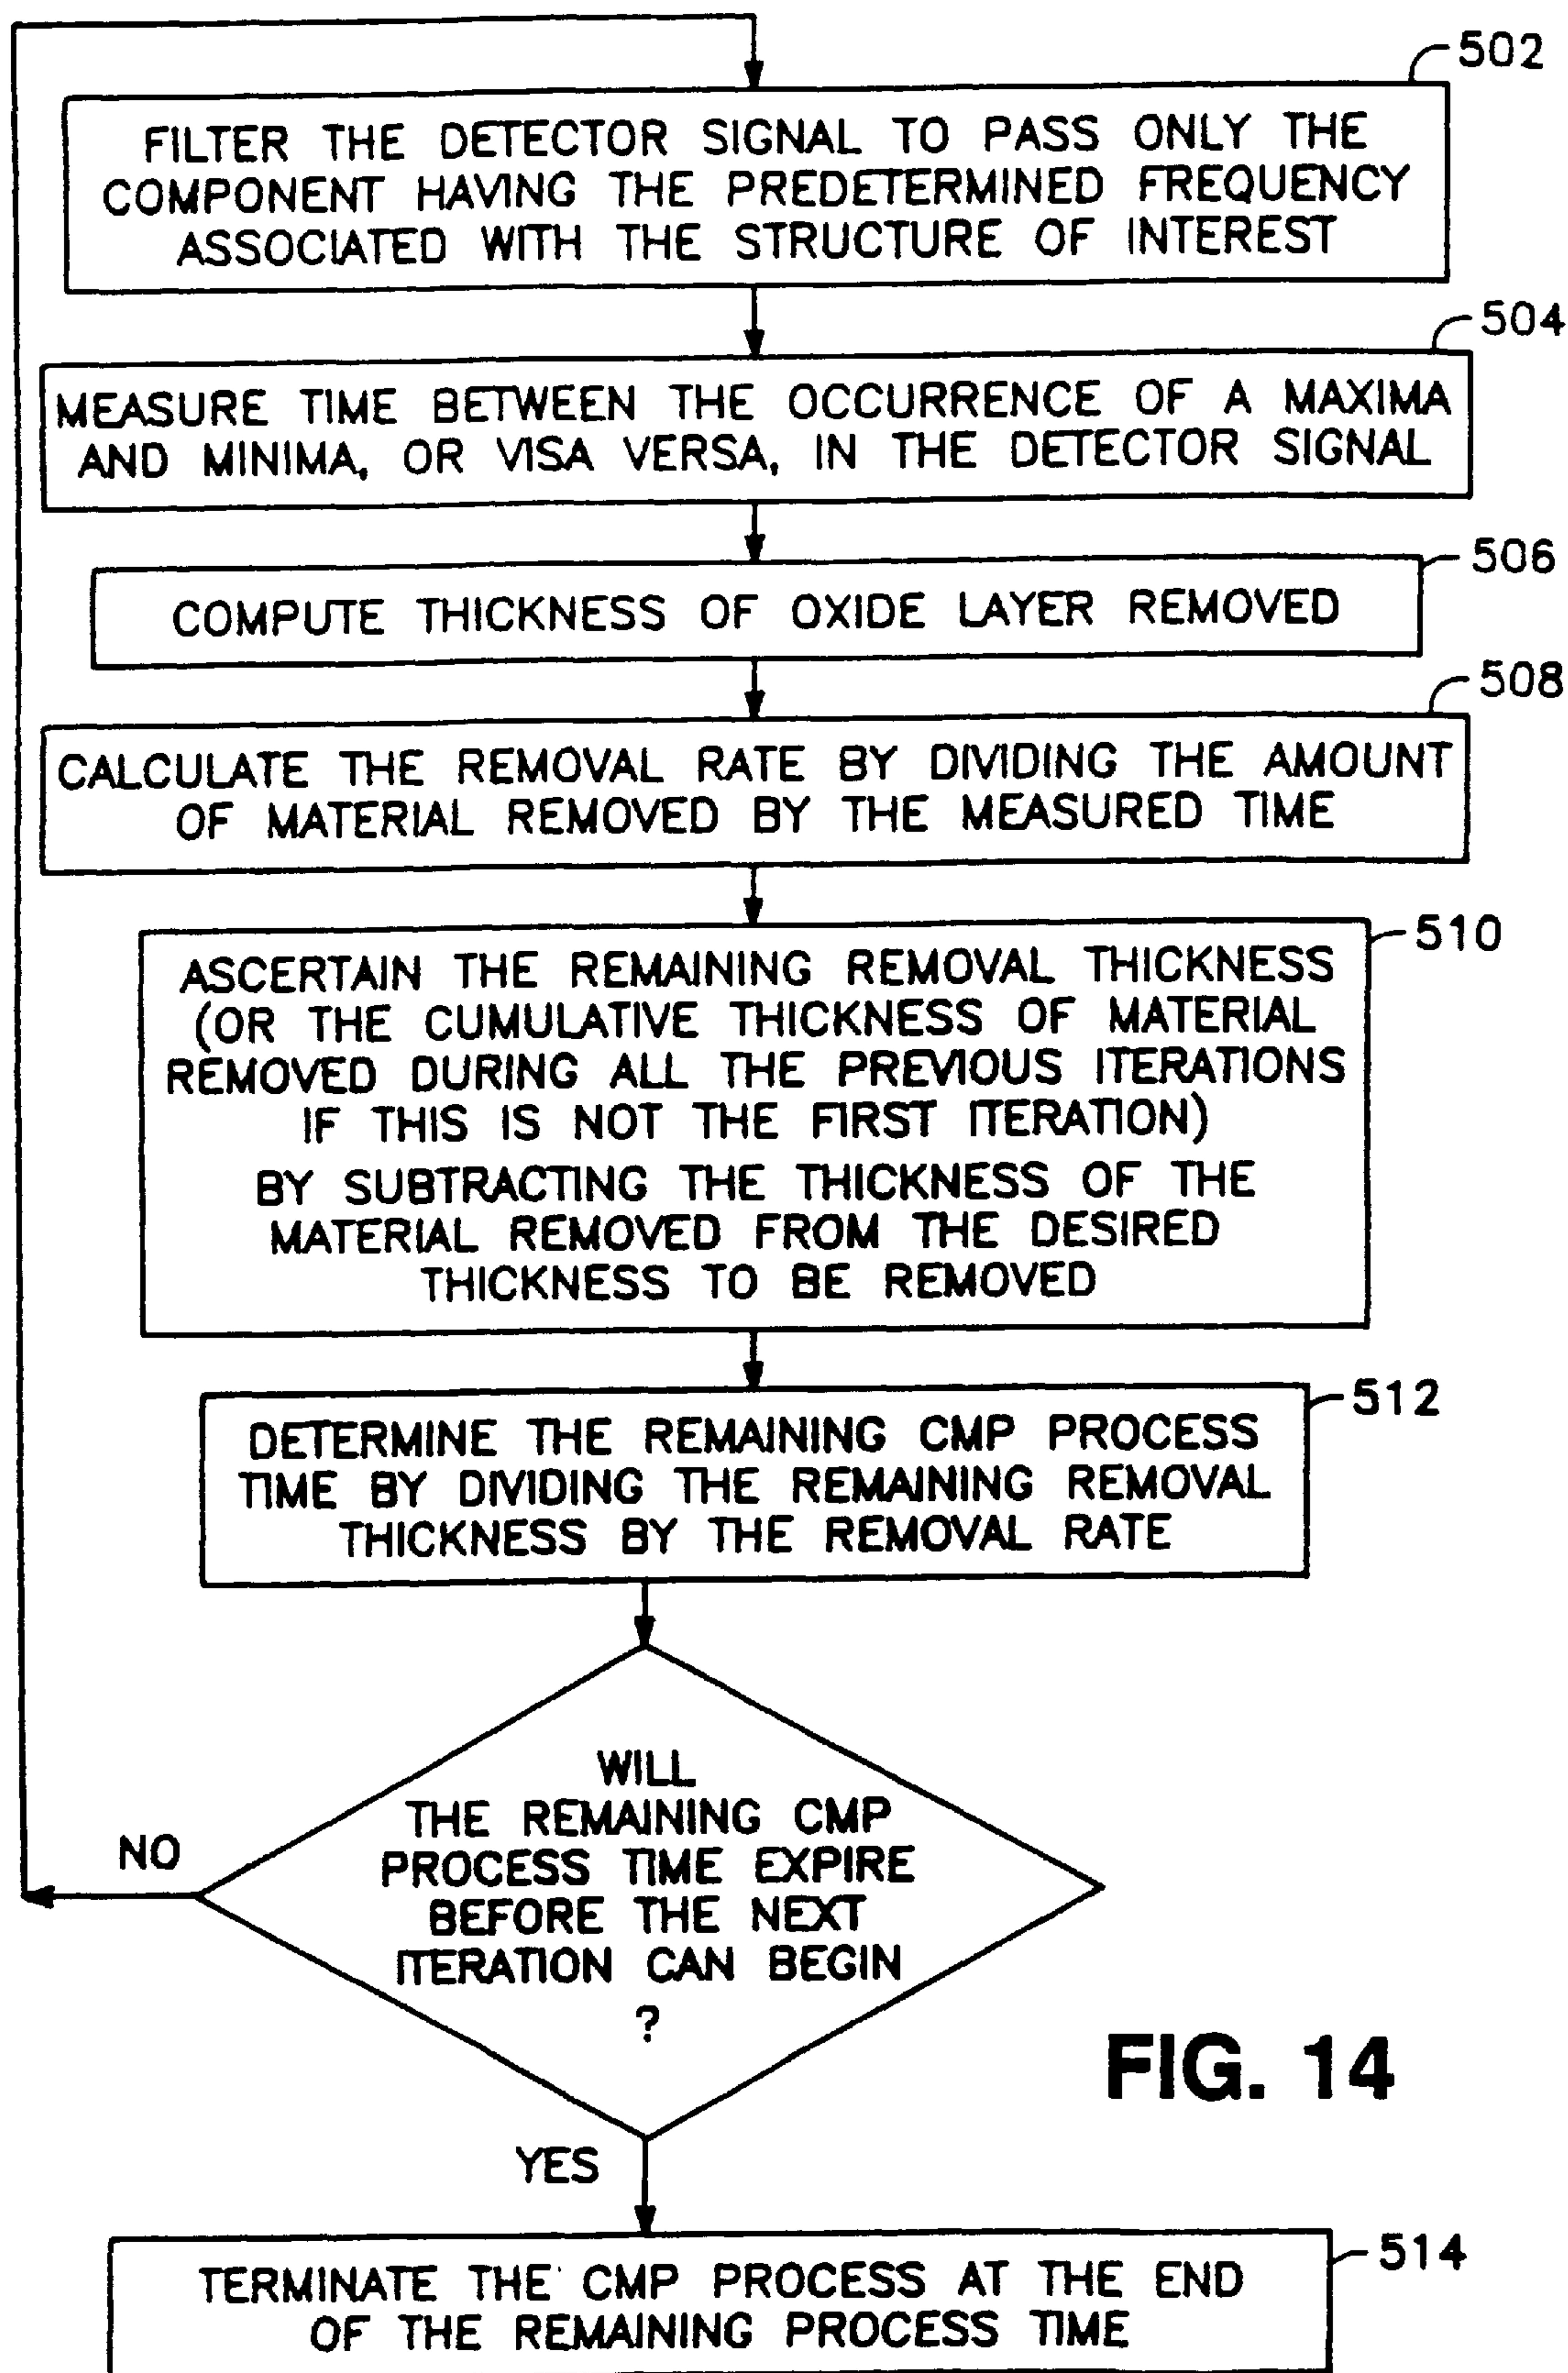 502
FILTER THE DETECTOR SIGNAL TO PASS ONLY THE
COMPONENT HAVING THE PREDETERMINED FREQUENCY
ASSOCIATED WITH THE STRUCTURE OF INTEREST
504
MEASURE TIME BETWEEN THE OCCURRENCE OF A MAXIMA
AND MINIMA, OR VISA VERSA, IN THE DETECTOR SIGNAL
506
COMPUTE THICKNESS OF OXIDE LAYER REMOVED
508
CALCULATE THE REMOVAL RATE BY DIVIDING THE AMOUNT
OF MATERIAL REMOVED BY THE MEASURED TIME
510
ASCERTAIN THE REMAINING REMOVAL THICKNESS
(OR THE CUMULATIVE THICKNESS OF MATERIAL
REMOVED DURING ALL THE PREVIOUS ITERATIONS
IF THIS IS NOT THE FIRST ITERATION)
BY SUBTRACTING THE THICKNESS OF THE
MATERIAL REMOVED FROM THE DESIRED
THICKNESS TO BE REMOVED
512
DETERMINE THE REMAINING CMP PROCESS
TIME BY DIVIDING THE REMAINING REMOVAL
THICKNESS BY THE REMOVAL RATE
WILL
THE REMAINING CMP
PROCESS TIME EXPIRE
BEFORE THE NEXT
ITERATION CAN BEGIN
?
NO
YES
FIG. 14
514
TERMINATE THE CMP PROCESS AT THE END
OF THE REMAINING PROCESS TIME